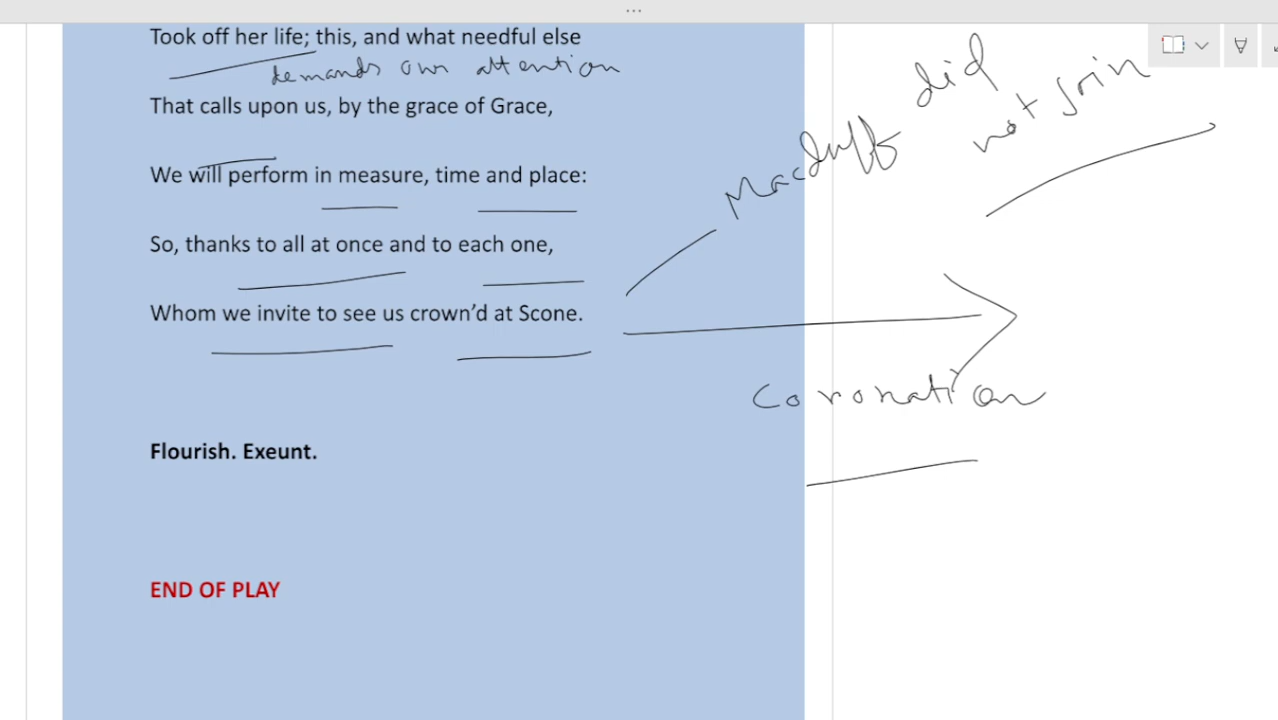 Took off her life; this, and what needful else
demands our attention
That calls upon us, by the grace of Grace,
We will perform in measure, time and place:
So, thanks to all at once and to each one,
Whom we invite to see us crown’d at Scone.
Macduff did
not join
Coronation
Flourish. Exeunt.
END OF PLAY